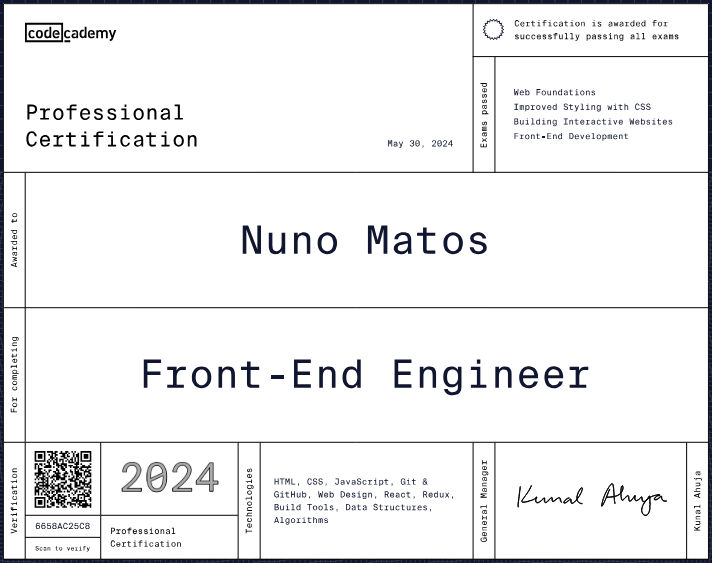 codecademy
Certification is awarded for
successfully passing all exams
Professional
Certification
May 30, 2024
Exams passed
Web Foundations
Improved Styling with CSS
Building Interactive Websites
Front-End Development
Awarded to
Nuno Matos
For completing
Front-End Engineer
Verification
6658AC25C8
Scan to verify
2024
Professional
Certification
Technologies
HTML, CSS, JavaScript, Git &
GitHub, Web Design, React, Redux,
Build Tools, Data Structures,
Algorithms
General Manager
Kunal Ahuja
Kunal Ahuja